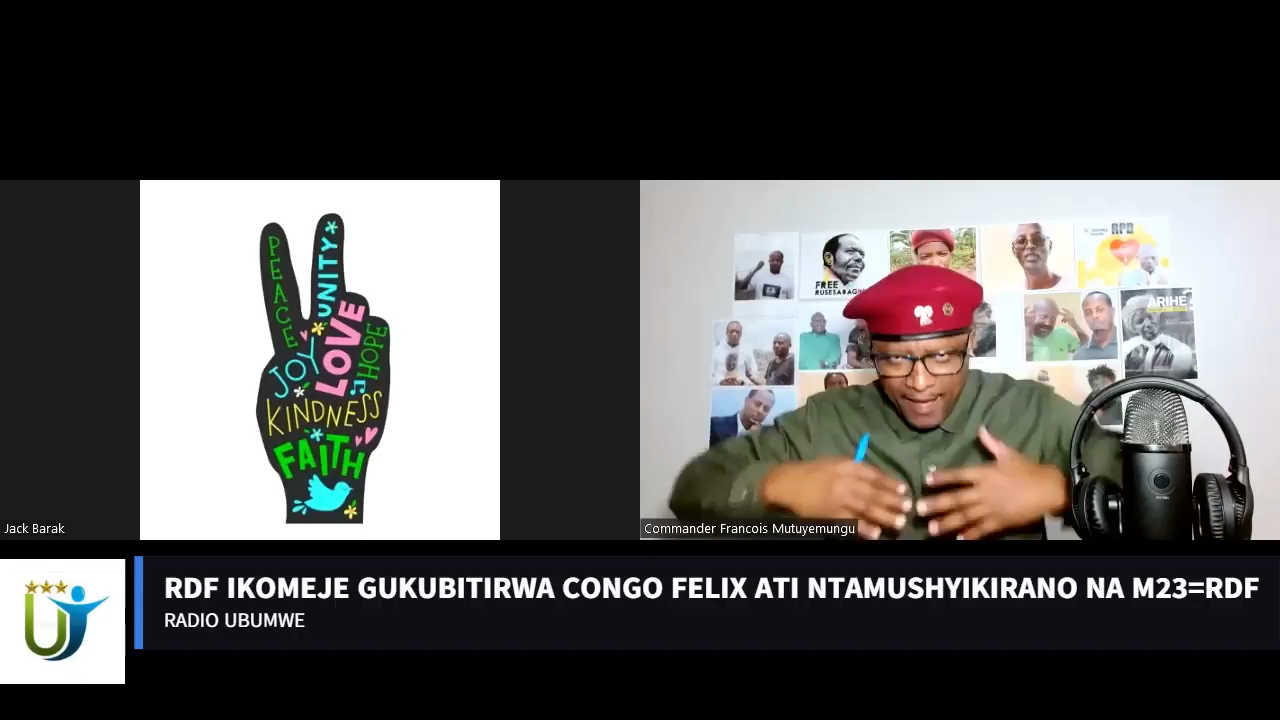 PEACE
UNITY
LOVE
HOPE
JOY
KINDNESS
FAITH
Jack Barak
FREE
RUSESABAGINA
RPD
ARIHE
Commander Francois Mutuyemungu
RDF IKOMEJE GUKUBITIRWA CONGO FELIX ATI NTAMUSHYIKIRANO NA M23=RDF
RADIO UBUMWE
U